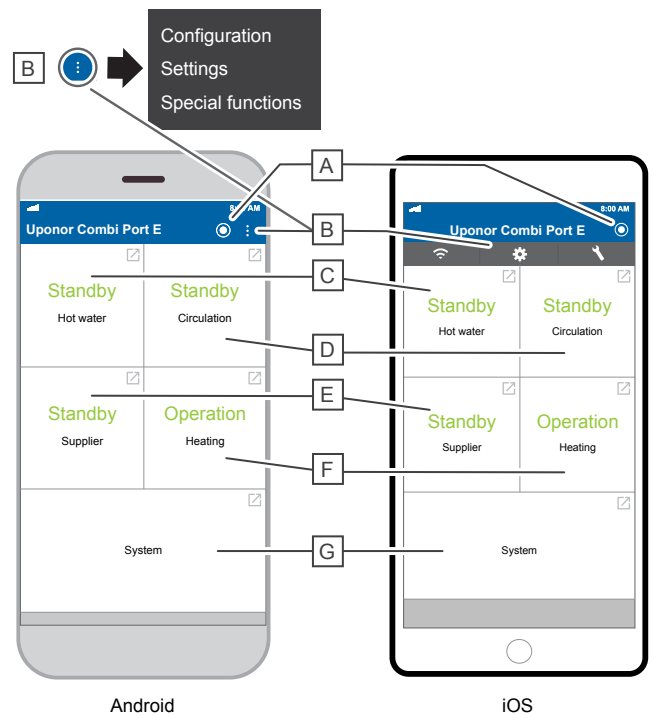 Configuration
B
Settings
Special functions
A
8:00 AM
8:00 AM
Uponor Combi Port E
B
Uponor Combi Port E
C
Standby
Standby
Standby
Standby
Hot water
Circulation
Hot water
Circulation
D
E
Standby
Operation
Standby
Operation
Supplier
Heating
Supplier
Heating
F
System
G
System
Android
iOS